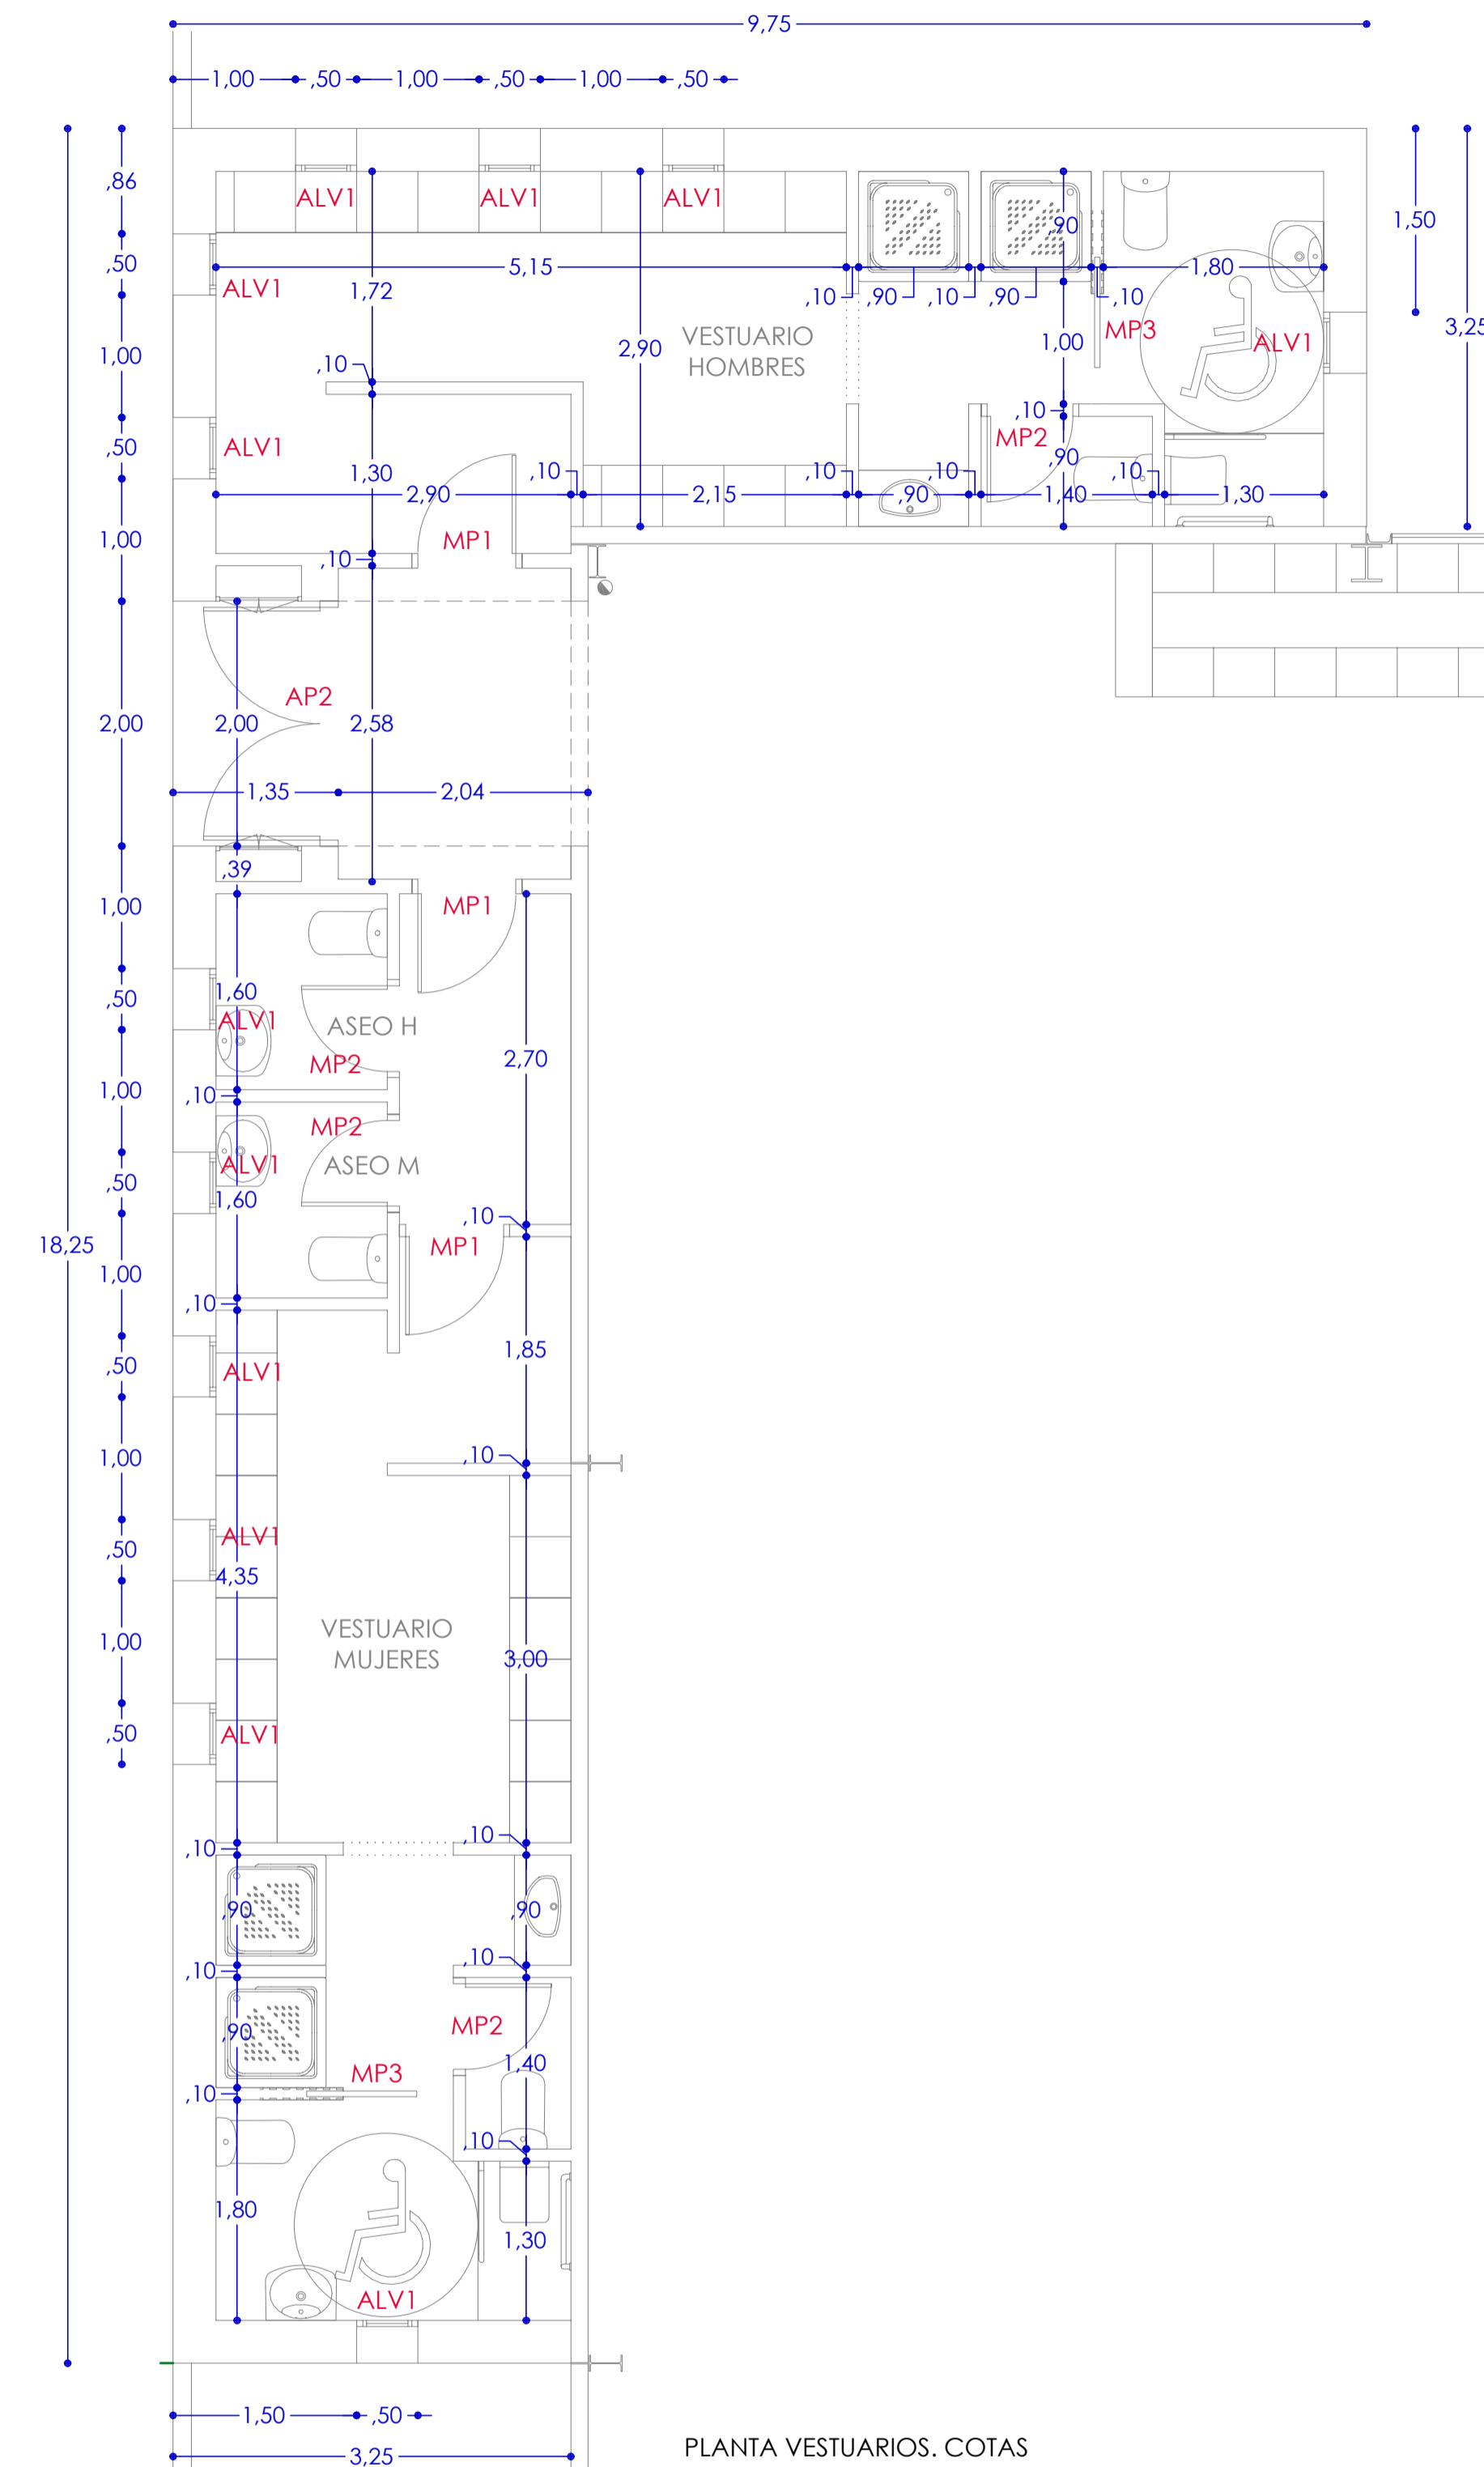 9,75
1,00 ,50 1,00 ,50 1,00 ,50
,86
ALV1 ALV1 ALV1
,90
1,50
,50
5,15
1,80
ALV1
1,72
,10 ,90 ,10 ,90 ,10
3,25
VESTUARIO
HOMBRES
MP3
1,00
2,90
1,00
ALV1
,10
,10
MP2
,50
ALV1
,90
1,30
,10
,10
,10
,10
2,90
2,15
,90
1,40
1,30
1,00
MP1
,10
AP2
2,00
2,00
2,58
1,35
2,04
,39
1,00
MP1
,50
1,60
ALV1
ASEO H
2,70
MP2
1,00
,10
MP2
ALV1
ASEO M
,50
1,60
,10
18,25
MP1
1,00
,10
1,85
,50
ALV1
1,00
,10
ALV1
,50
4,35
VESTUARIO
MUJERES
1,00
3,00
,50
ALV1
,10
,10
,90
,90
,10
,10
MP2
,90
1,40
MP3
,10
,10
1,80
1,30
ALV1
1,50 ,50
3,25
PLANTA VESTUARIOS. COTAS